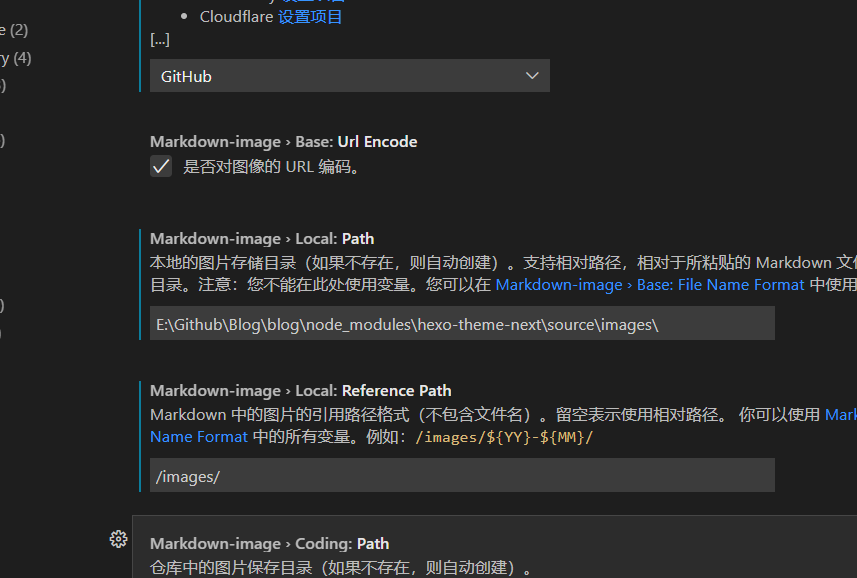 Cloudflare 设置项目
e (2)
[...]
ry (4)
GitHub
Markdown-image › Base: Url Encode
是否对图像的 URL 编码。
Markdown-image › Local: Path
本地的图片存储目录（如果不存在，则自动创建）。支持相对路径，相对于所粘贴的 Markdown 文
目录。注意：您不能在此处使用变量。您可以在 Markdown-image › Base: File Name Format 中使用
E:\Github\Blog\blog\node_modules\hexo-theme-next\source\images\
Markdown-image › Local: Reference Path
Markdown 中的图片的引用路径格式（不包含文件名）。留空表示使用相对路径。 你可以使用 Mark
Name Format 中的所有变量。例如：/images/${YY}-${MM}/
/images/
Markdown-image › Coding: Path
仓库中的图片保存目录（如果不存在，则自动创建）。